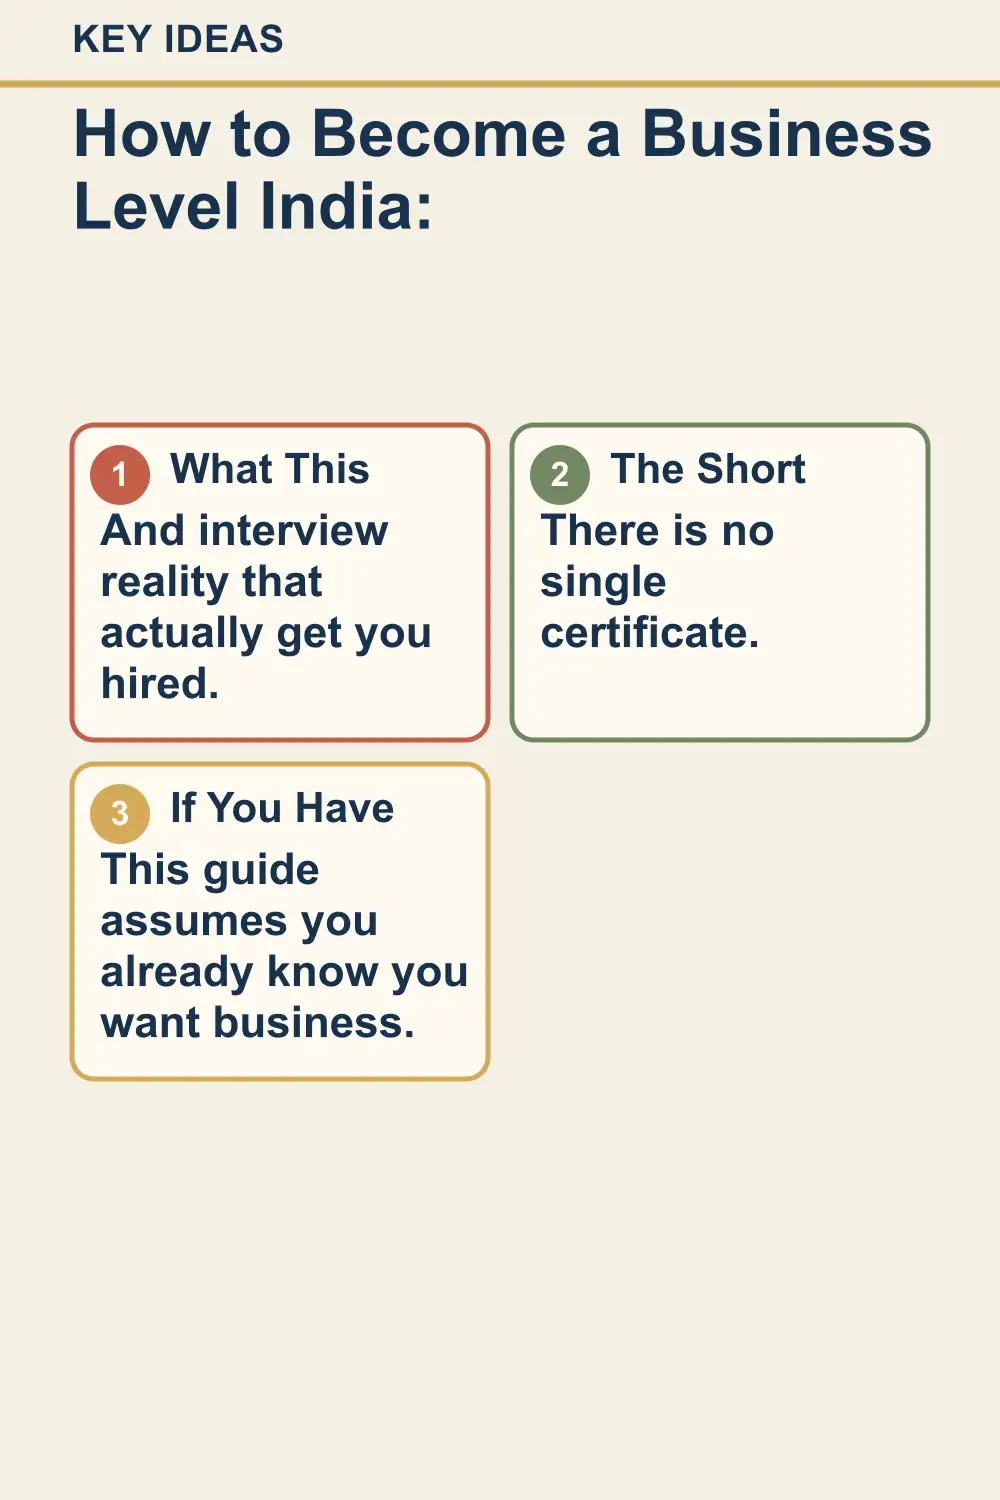 KEY IDEAS
How to Become a Business
Level India:
1 What This
And interview
reality that
actually get you
hired.
2 The Short
There is no
single
certificate.
3 If You Have
This guide
assumes you
already know you
want business.